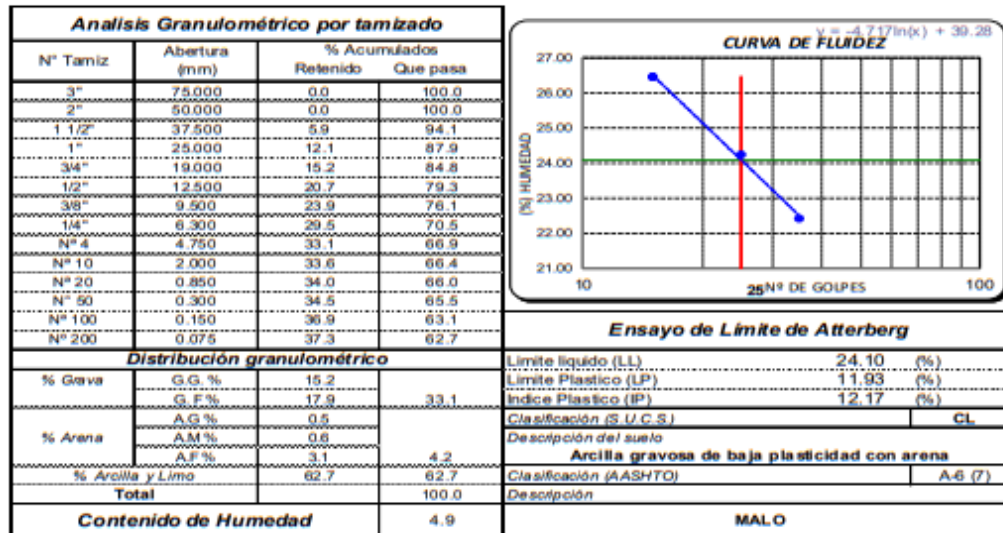 Analisis Granulométrico por tamizado
N° Tamiz Abertura (mm) % Acumulados
Retenido Que pasa
3" 75.000 0.0 100.0
2" 50.000 0.0 100.0
1 1/2" 37.500 5.9 94.1
1" 25.000 12.1 87.9
3/4" 19.000 15.2 84.8
1/2" 12.500 20.7 79.3
3/8" 9.500 23.9 76.1
1/4" 6.300 29.5 70.5
Nº 4 4.750 33.1 66.9
Nº 10 2.000 33.6 66.4
Nº 20 0.850 34.0 66.0
N° 50 0.300 34.5 65.5
Nº 100 0.150 36.9 63.1
Nº 200 0.075 37.3 62.7
Distribución granulométrico
% Grava G.G. % 15.2
G.F % 17.9 33.1
% Arena A.G % 0.5
A.M % 0.6
A.F % 3.1 4.2
% Arcilla y Limo 62.7 62.7
Total 100.0
Contenido de Humedad 4.9
y = -4.717ln(x) + 39.28
CURVA DE FLUIDEZ
(%) HUMEDAD
27.00
26.00
25.00
24.00
23.00
22.00
21.00
10 25 Nº DE GOLPES 100
Ensayo de Límite de Atterberg
Limite liquido (LL) 24.10 (%)
Limite Plastico (LP) 11.93 (%)
Indice Plastico (IP) 12.17 (%)
Clasificación (S.U.C.S.) CL
Descripción del suelo
Arcilla gravosa de baja plasticidad con arena
Clasificación (AASHTO) A-6 (7)
Descripción
MALO